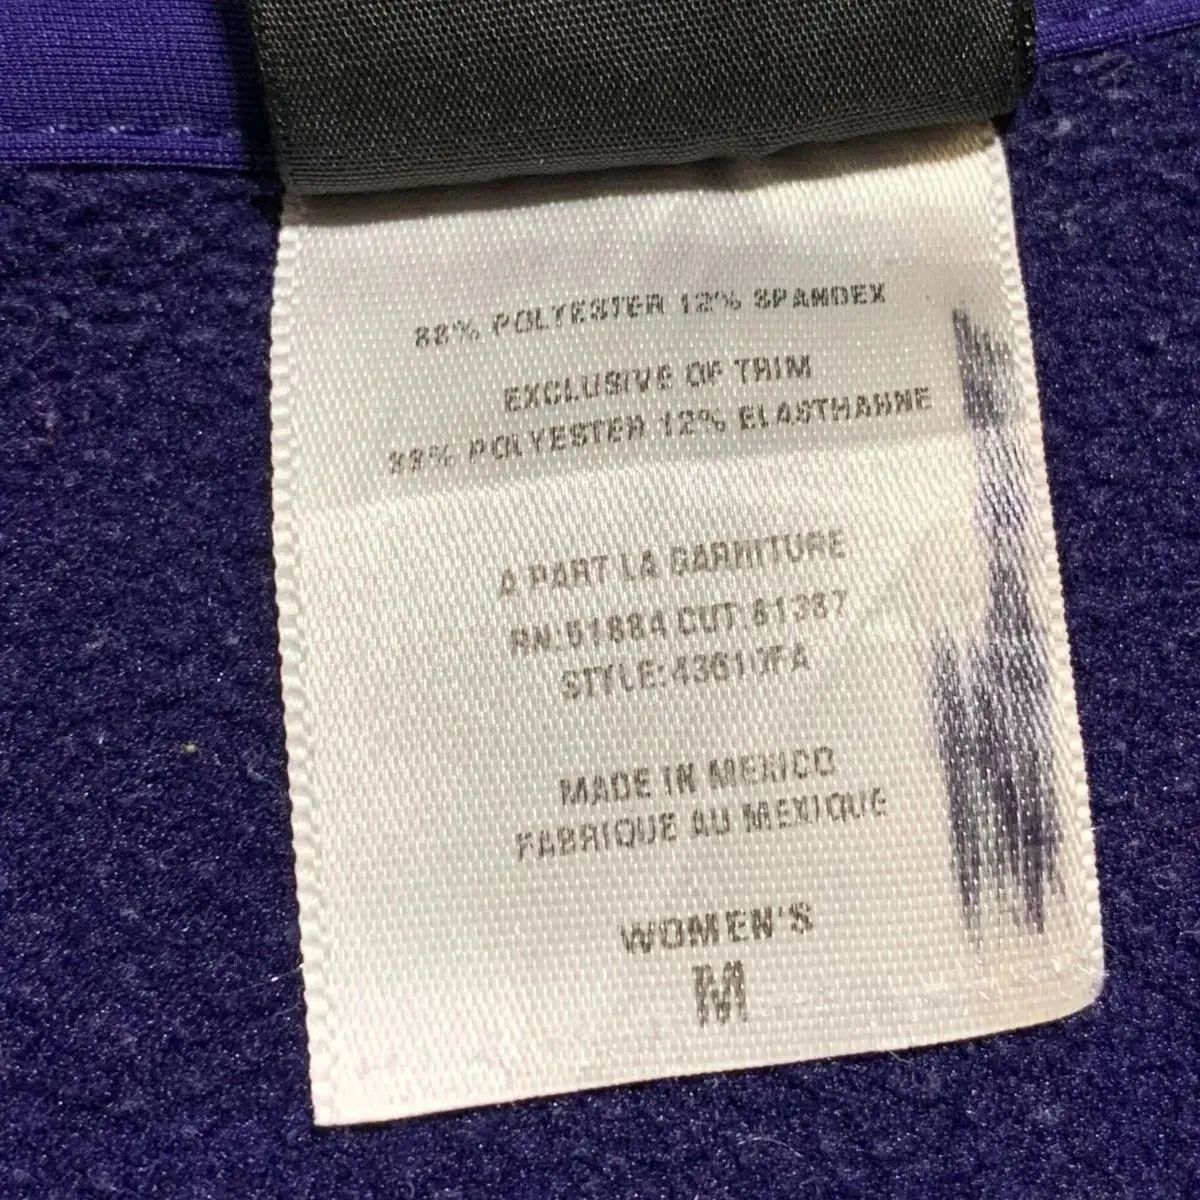 88% POLYESTER 12% SPANDEX
EXCLUSIVE OF TRIM
88% POLYESTER 12% ELASTHANNE
A PART LA GARNITURE
RN:51884 CUT:81387
STYLE:43610FA
MADE IN MEXICO
FABRIQUE AU MEXIQUE
WOMEN'S
M